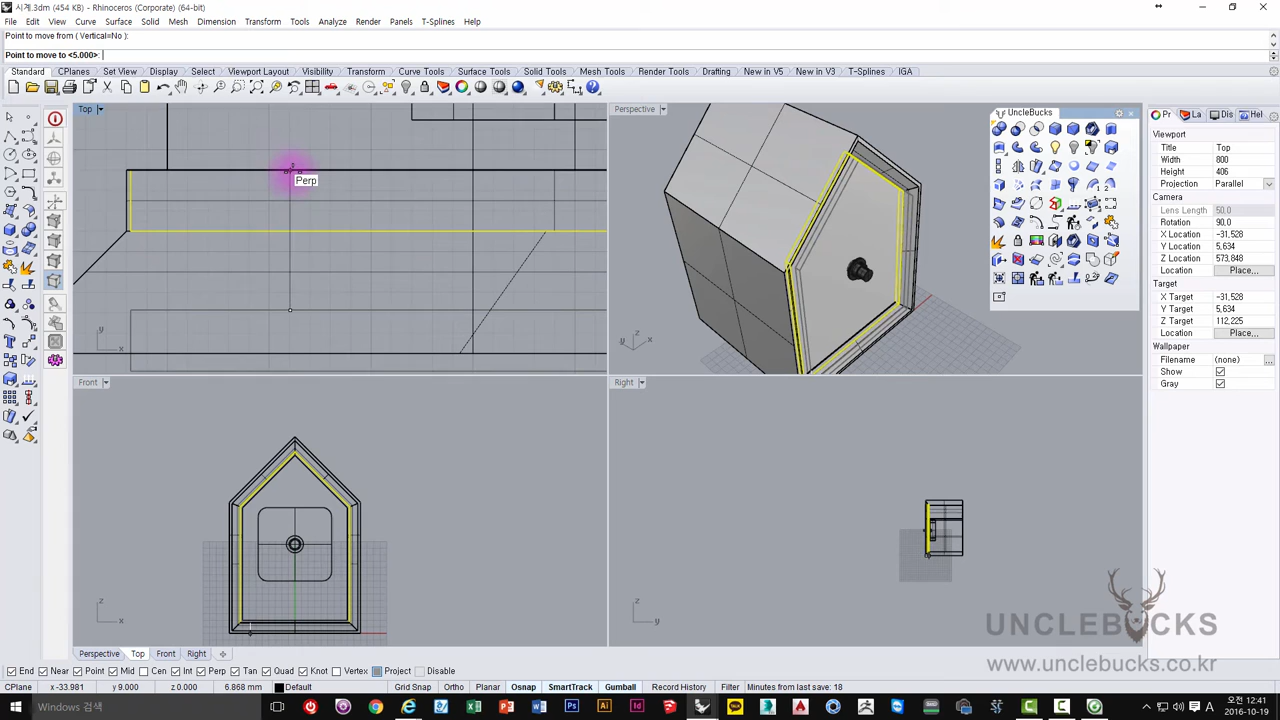 시계.3dm (454 KB) - Rhinoceros (Corporate) (64-bit)
File Edit View Curve Surface Solid Mesh Dimension Transform Tools Analyze Render Panels T-Splines Help
Point to move from ( Vertical=No ):
Point to move to <5.000>:
Standard CPlanes Set View Display Select Viewport Layout Visibility Transform Curve Tools Surface Tools Solid Tools Mesh Tools Render Tools Drafting New in V5 New in V3 T-Splines IGA
Top
Perp
y
x
Perspective
z
y
x
UncleBucks
Front
z
x
Right
z
y
Pr
La
Dis
Hel
Viewport
Title Top
Width 800
Height 406
Projection Parallel
Camera
Lens Length 50.0
Rotation 90.0
X Location -31,528
Y Location 5,634
Z Location 573,848
Location Place...
Target
X Target -31,528
Y Target 5,634
Z Target 112,225
Location Place...
Wallpaper
Filename (none) ...
Show
Gray
UNCLEBUCKS
www.unclebucks.co.kr
Perspective Top Front Right
End Near Point Mid Cen Int Perp Tan Quad Knot Vertex Project Disable
CPlane x -33.981 y 9.000 z 0.000 6.868 mm Default Grid Snap Ortho Planar Osnap SmartTrack Gumball Record History Filter Minutes from last save: 18
Windows 검색
A
오전 12:41
2016-10-19